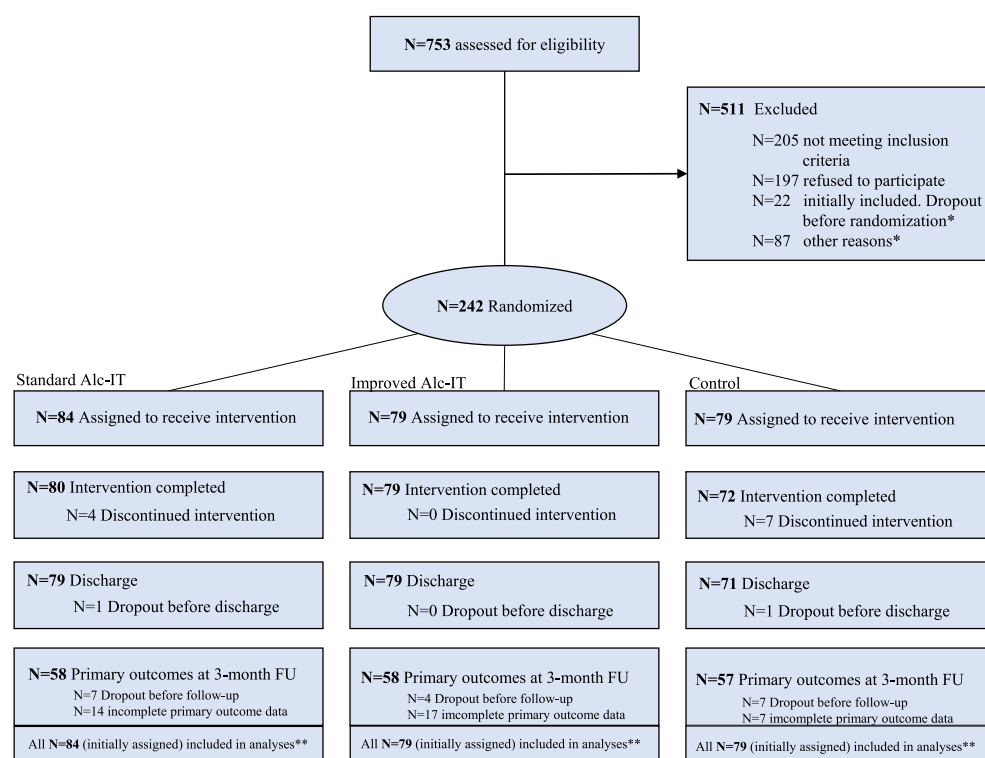 N=753 assessed for eligibility
N=511 Excluded
N=205 not meeting inclusion
criteria
N=197 refused to participate
N=22 initially included. Dropout
before randomization*
N=87 other reasons*
N=242 Randomized
Standard Alc-IT
Improved Alc-IT
Control
N=84 Assigned to receive intervention
N=79 Assigned to receive intervention
N=79 Assigned to receive intervention
N=80 Intervention completed
N=4 Discontinued intervention
N=79 Intervention completed
N=0 Discontinued intervention
N=72 Intervention completed
N=7 Discontinued intervention
N=79 Discharge
N=1 Dropout before discharge
N=79 Discharge
N=0 Dropout before discharge
N=71 Discharge
N=1 Dropout before discharge
N=58 Primary outcomes at 3-month FU
N=7 Dropout before follow-up
N=14 incomplete primary outcome data
All N=84 (initially assigned) included in analyses**
N=58 Primary outcomes at 3-month FU
N=4 Dropout before follow-up
N=17 imcomplete primary outcome data
All N=79 (initially assigned) included in analyses**
N=57 Primary outcomes at 3-month FU
N=7 Dropout before follow-up
N=7 imcomplete primary outcome data
All N=79 (initially assigned) included in analyses**